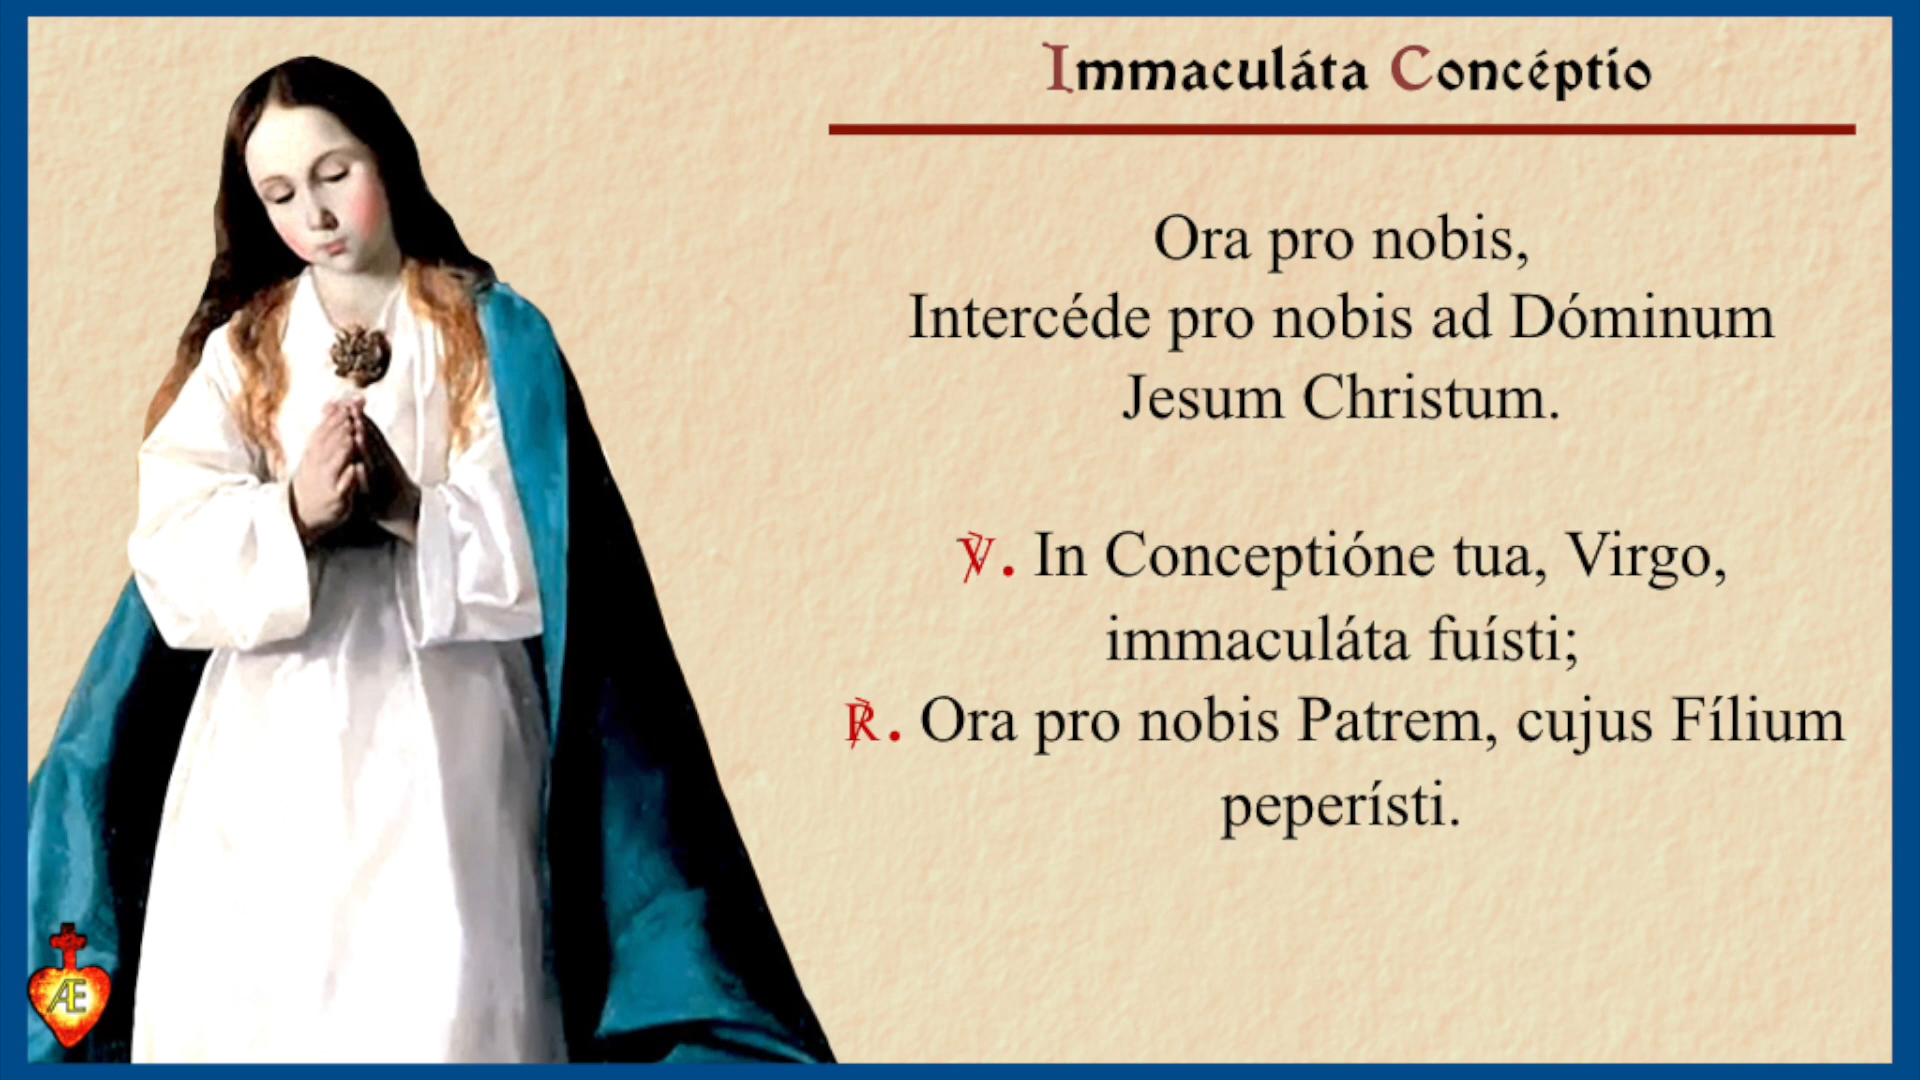 Immaculáta Concéptio
Ora pro nobis,
Intercéde pro nobis ad Dóminum
Jesum Christum.
℣. In Conceptióne tua, Virgo,
immaculáta fuísti;
℟. Ora pro nobis Patrem, cujus Fílium
peperísti.
Æ